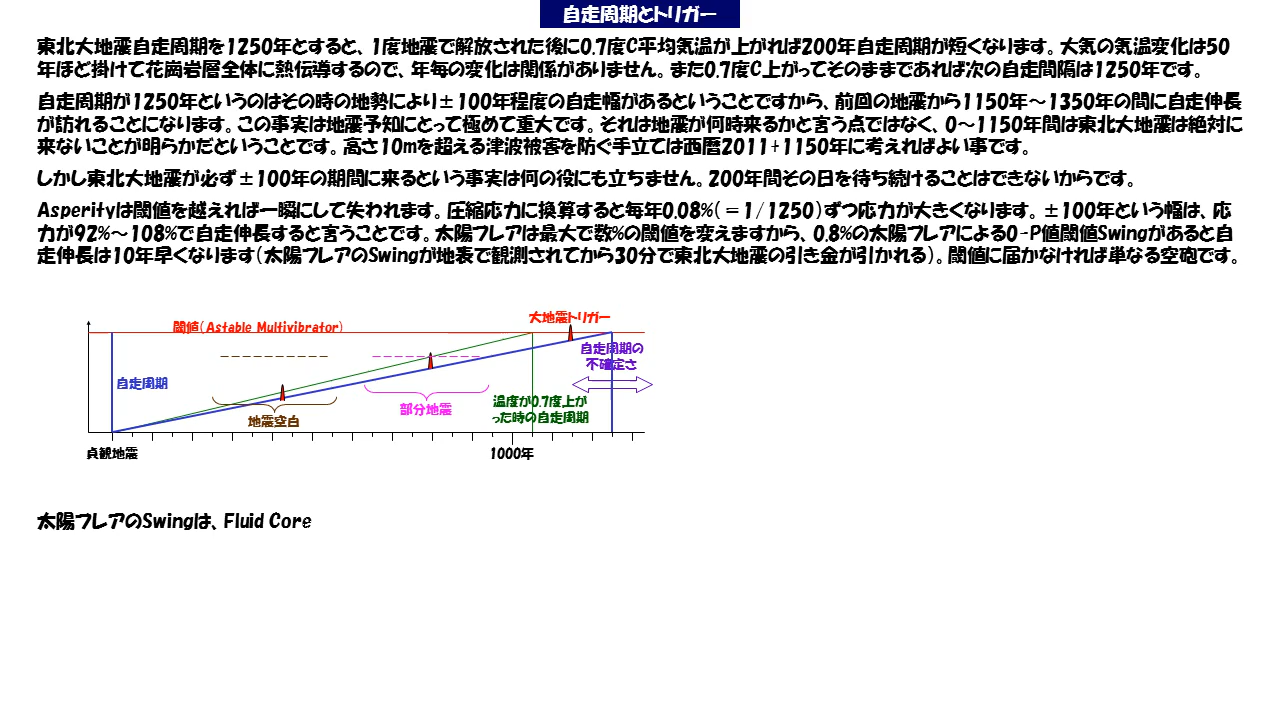 自走周期とトリガー
東北大地震自走周期を1250年とすると、1度地震で解放された後に0.7度C平均気温が上がれば200年自走周期が短くなります。大気の気温変化は50
年ほど掛けて花崗岩層全体に熱伝導するので、年毎の変化は関係がありません。また0.7度C上がってそのままであれば次の自走間隔は1250年です。
自走周期が1250年というのはその時の地勢により±100年程度の自走幅があるということですから、前回の地震から1150年～1350年の間に自走伸長
が訪れることになります。この事実は地震予知にとって極めて重大です。それは地震が何時来るかと言う点ではなく、0～1150年間は東北大地震は絶対に
来ないことが明らかだということです。高さ10mを超える津波被害を防ぐ手立ては西暦2011+1150年に考えればよい事です。
しかし東北大地震が必ず±100年の期間に来るという事実は何の役にも立ちません。200年間その日を待ち続けることはできないからです。
Asperityは閾値を越えれば一瞬にして失われます。圧縮応力に換算すると毎年0.08%(＝1/1250)ずつ応力が大きくなります。±100年という幅は、応
力が92%～108%で自走伸長すると言うことです。太陽フレアは最大で数%の閾値を変えますから、0.8%の太陽フレアによる0-P値閾値Swingがあると自
走伸長は10年早くなります(太陽フレアのSwingが地表で観測されてから30分で東北大地震の引き金が引かれる)。閾値に届かなければ単なる空砲です。
大地震トリガー
閾値(Astable Multivibrator)
自走周期の
不確定さ
自走周期
温度が0.7度上が
った時の自走周期
部分地震
地震空白
貞観地震
1000年
太陽フレアのSwingは、Fluid Core